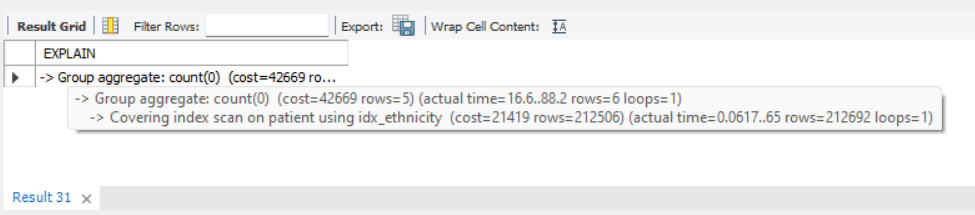 Result Grid Filter Rows: Export: Wrap Cell Content: IA
EXPLAIN
-> Group aggregate: count(0) (cost=42669 ro...
-> Group aggregate: count(0) (cost=42669 rows=5) (actual time=16.6..88.2 rows=6 loops=1)
-> Covering index scan on patient using idx_ethnicity (cost=21419 rows=212506) (actual time=0.0617..65 rows=212692 loops=1)
Result 31